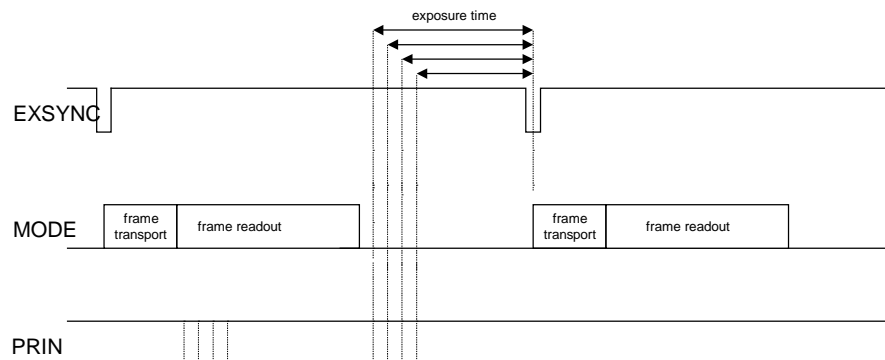 exposure time
EXSYNC
MODE
frame
transport
frame readout
frame
transport
frame readout
PRIN